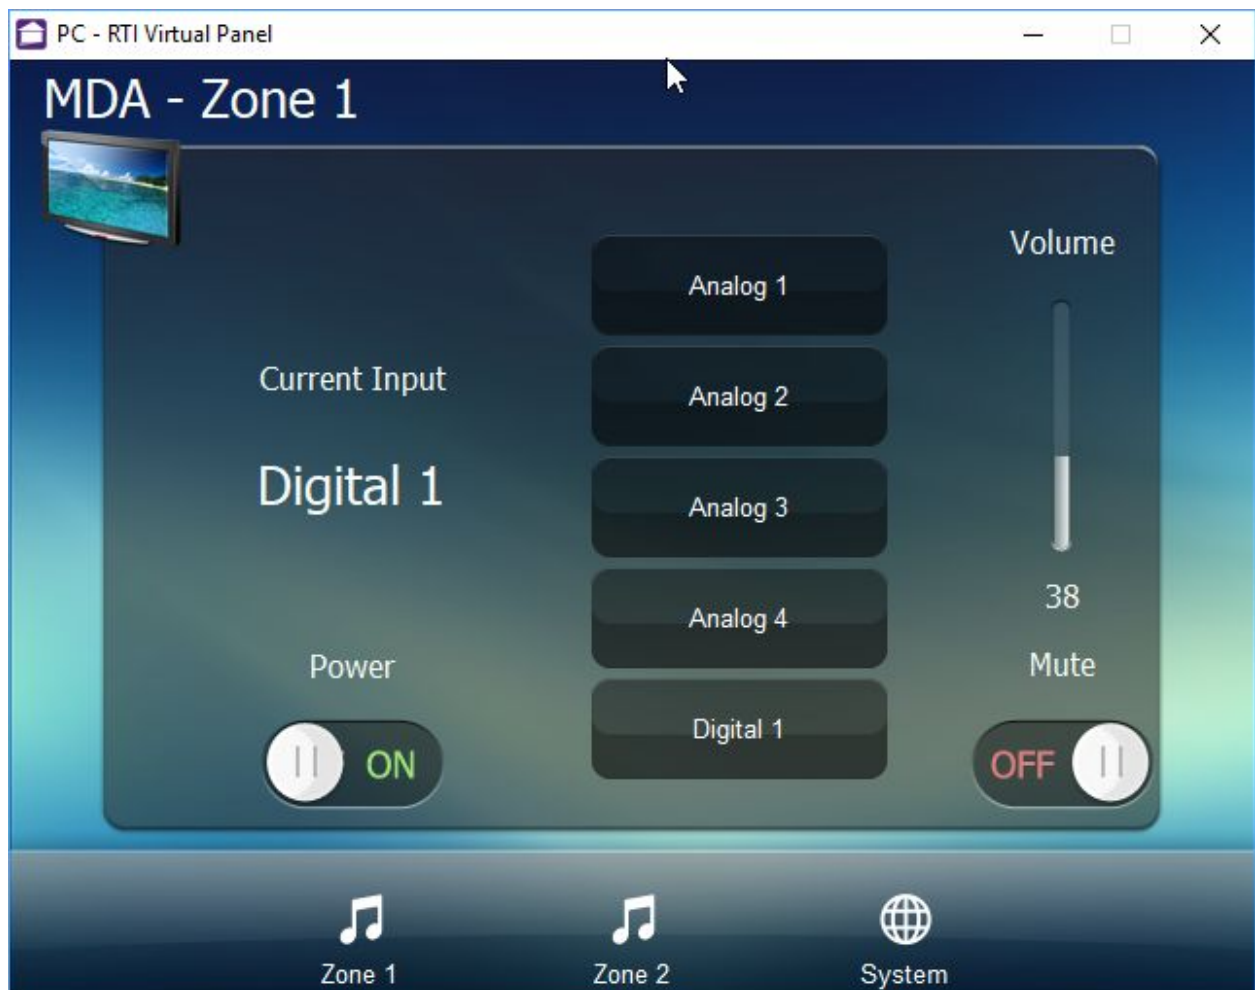 PC - RTI Virtual Panel
MDA - Zone 1
Current Input
Digital 1
Power
ON
Analog 1
Analog 2
Analog 3
Analog 4
Digital 1
Volume
38
Mute
OFF
Zone 1
Zone 2
System